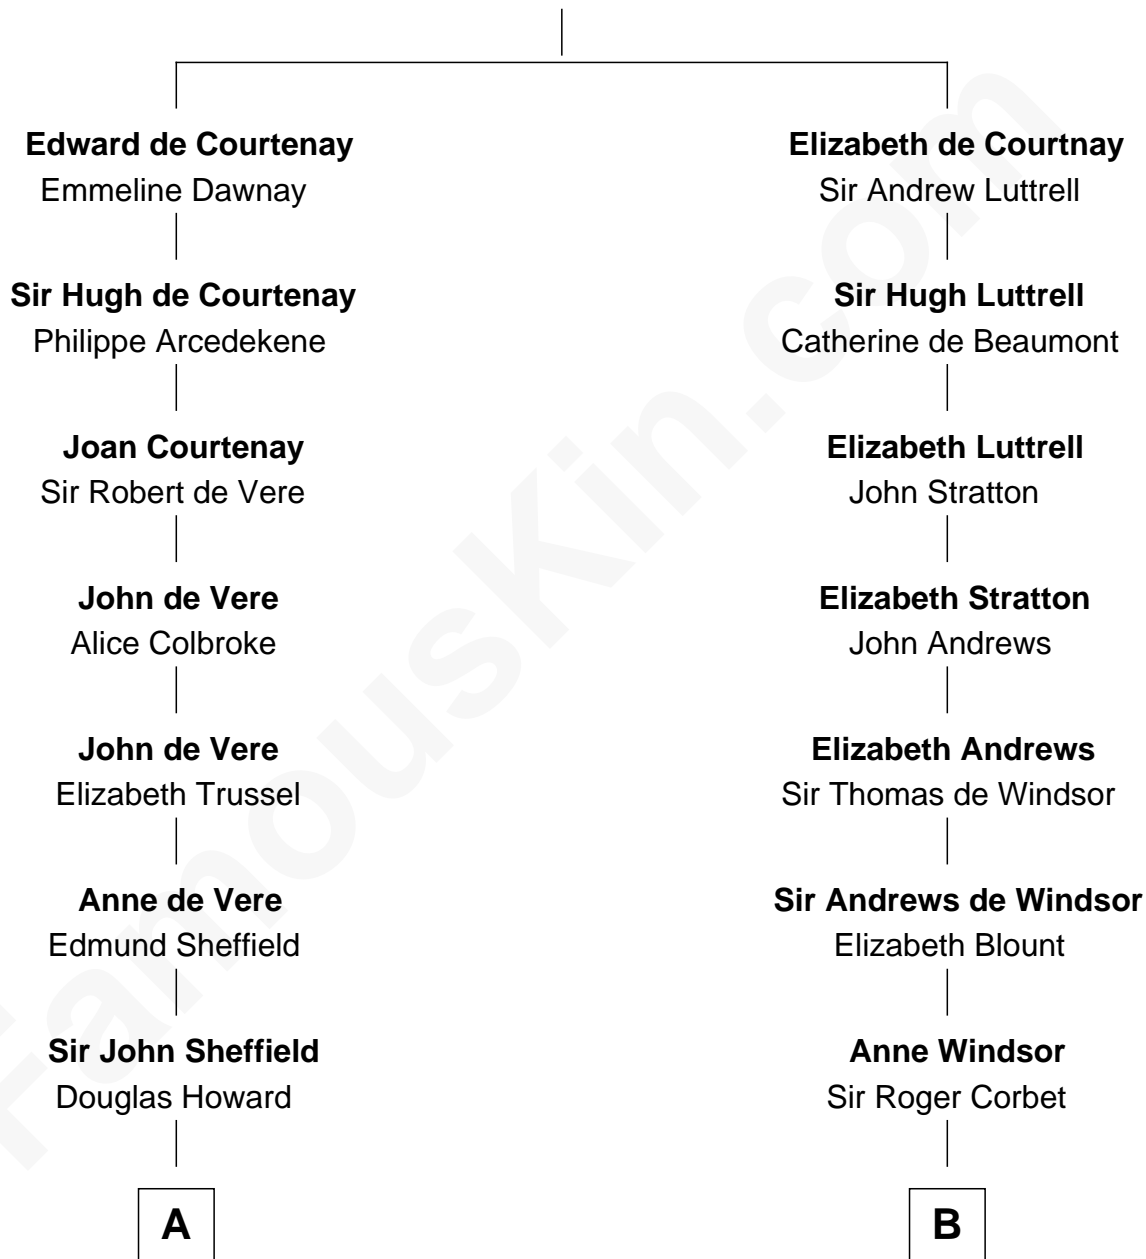 Edward de Courtenay
Emmeline Dawnay
Sir Hugh de Courtenay
Philippe Arcedekene
Joan Courtenay
Sir Robert de Vere
John de Vere
Alice Colbroke
John de Vere
Elizabeth Trussel
Anne de Vere
Edmund Sheffield
Sir John Sheffield
Douglas Howard
A
Elizabeth de Courtnay
Sir Andrew Luttrell
Sir Hugh Luttrell
Catherine de Beaumont
Elizabeth Luttrell
John Stratton
Elizabeth Stratton
John Andrews
Elizabeth Andrews
Sir Thomas de Windsor
Sir Andrews de Windsor
Elizabeth Blount
Anne Windsor
Sir Roger Corbet
B
FamousKin.com